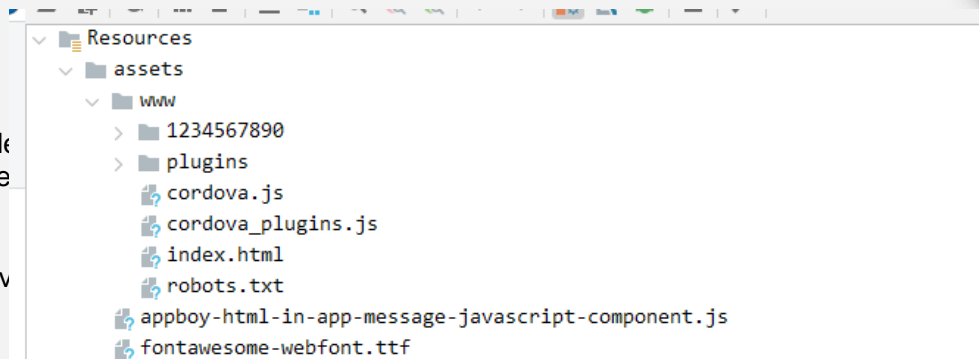 Resources
assets
www
1234567890
plugins
cordova.js
cordova_plugins.js
index.html
robots.txt
appboy-html-in-app-message-javascript-component.js
fontawesome-webfont.ttf